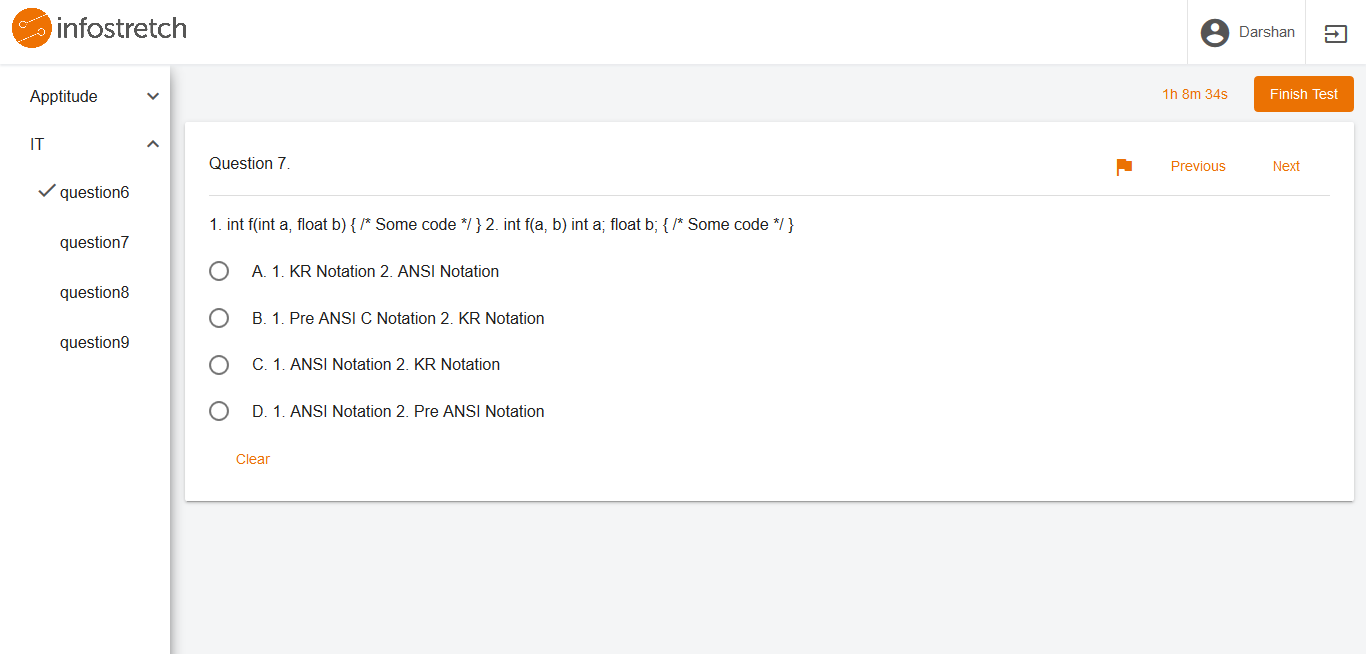 infostretch
Darshan
Apptitude
IT
question6
question7
question8
question9
1h 8m 34s
Finish Test
Question 7.
Previous
Next
1. int f(int a, float b) { /* Some code */ } 2. int f(a, b) int a; float b; { /* Some code */ }
A. 1. KR Notation 2. ANSI Notation
B. 1. Pre ANSI C Notation 2. KR Notation
C. 1. ANSI Notation 2. KR Notation
D. 1. ANSI Notation 2. Pre ANSI Notation
Clear